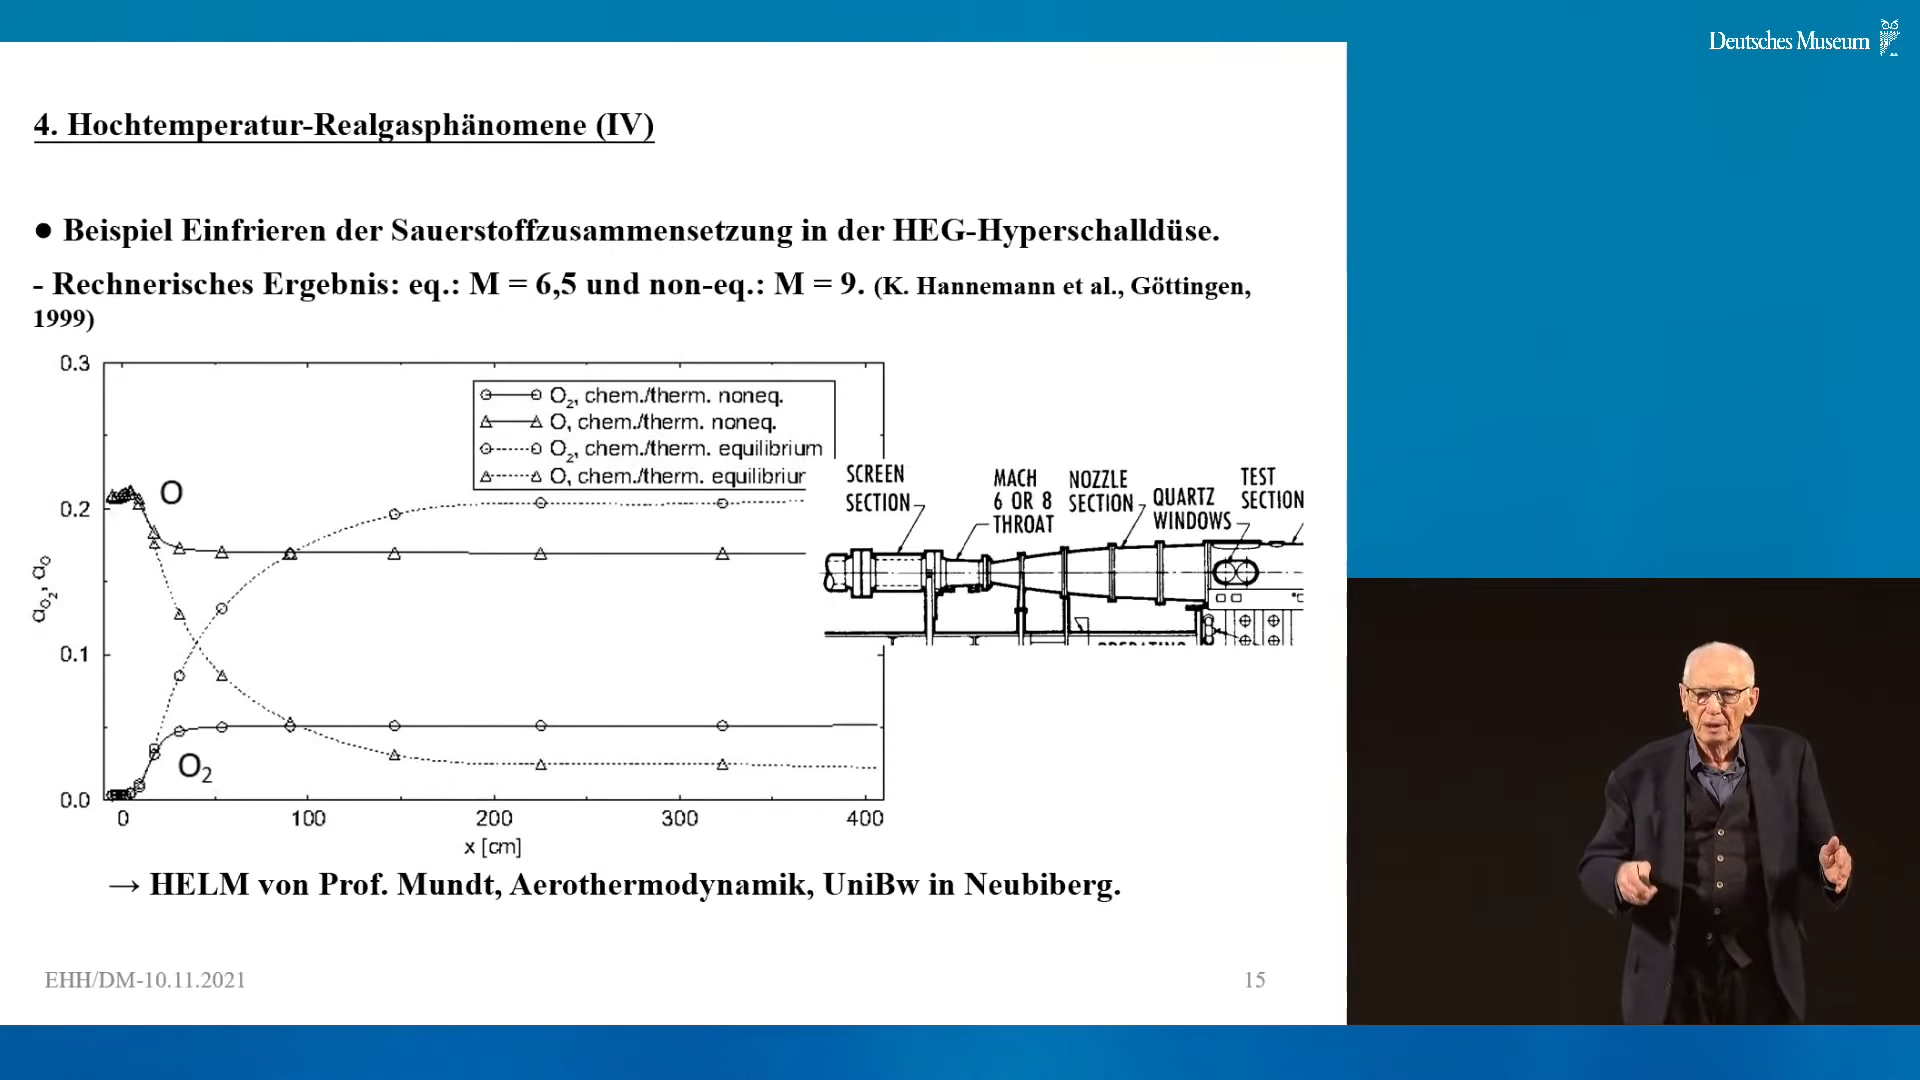 Deutsches Museum
4. Hochtemperatur-Realgasphänomene (IV)
● Beispiel Einfrieren der Sauerstoffzusammensetzung in der HEG-Hyperschalldüse.
- Rechnerisches Ergebnis: eq.: M = 6,5 und non-eq.: M = 9. (K. Hannemann et al., Göttingen,
1999)
0.3
0.2
0.1
0.0
a_O₂, a_O
O₂, chem./therm. noneq.
O, chem./therm. noneq.
O₂, chem./therm. equilibrium
O, chem./therm.
O
O₂
0
100
200
300
400
x [cm]
SCREEN
SECTION
MACH
6 OR 8
THROAT
NOZZLE
SECTION
QUARTZ
WINDOWS
TEST
SECTION
→ HELM von Prof. Mundt, Aerothermodynamik, UniBw in Neubiberg.
EHH/DM-10.11.2021
15